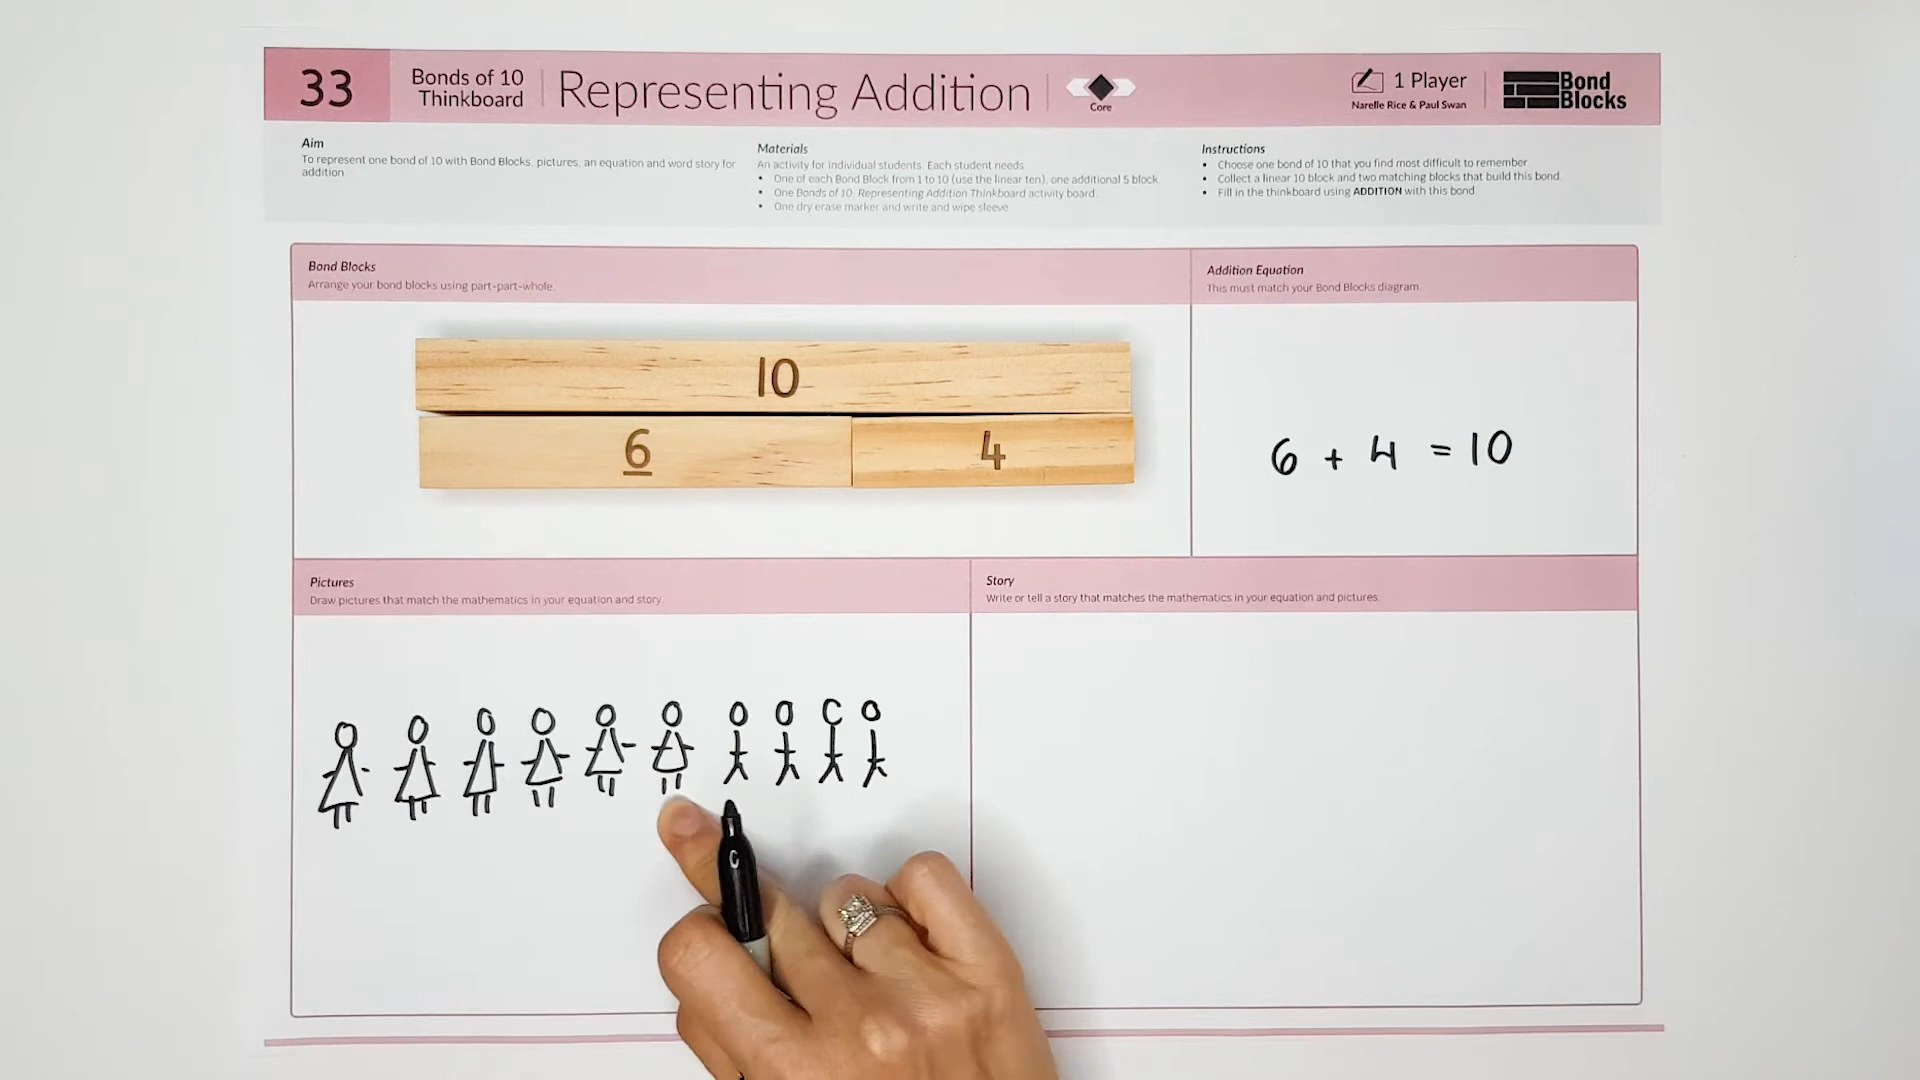 33
Bonds of 10
Thinkboard
Representing Addition
Core
1 Player
Narelle Rice & Paul Swan
Bond
Blocks
Aim
To represent one bond of 10 with Bond Blocks, pictures, an equation and word story for
addition.
Materials
An activity for individual students. Each student needs
• One of each Bond Block from 1 to 10 (use the linear ten), one additional 5 block.
• One Bonds of 10: Representing Addition Thinkboard activity board.
• One dry erase marker and write and wipe sleeve
Instructions
• Choose one bond of 10 that you find most difficult to remember.
• Collect a linear 10 block and two matching blocks that build this bond.
• Fill in the thinkboard using ADDITION with this bond.
Bond Blocks
Arrange your bond blocks using part-part-whole.
10
6
4
Addition Equation
This must match your Bond Blocks diagram.
6 + 4 = 10
Pictures
Draw pictures that match the mathematics in your equation and story.
Story
Write or tell a story that matches the mathematics in your equation and pictures.